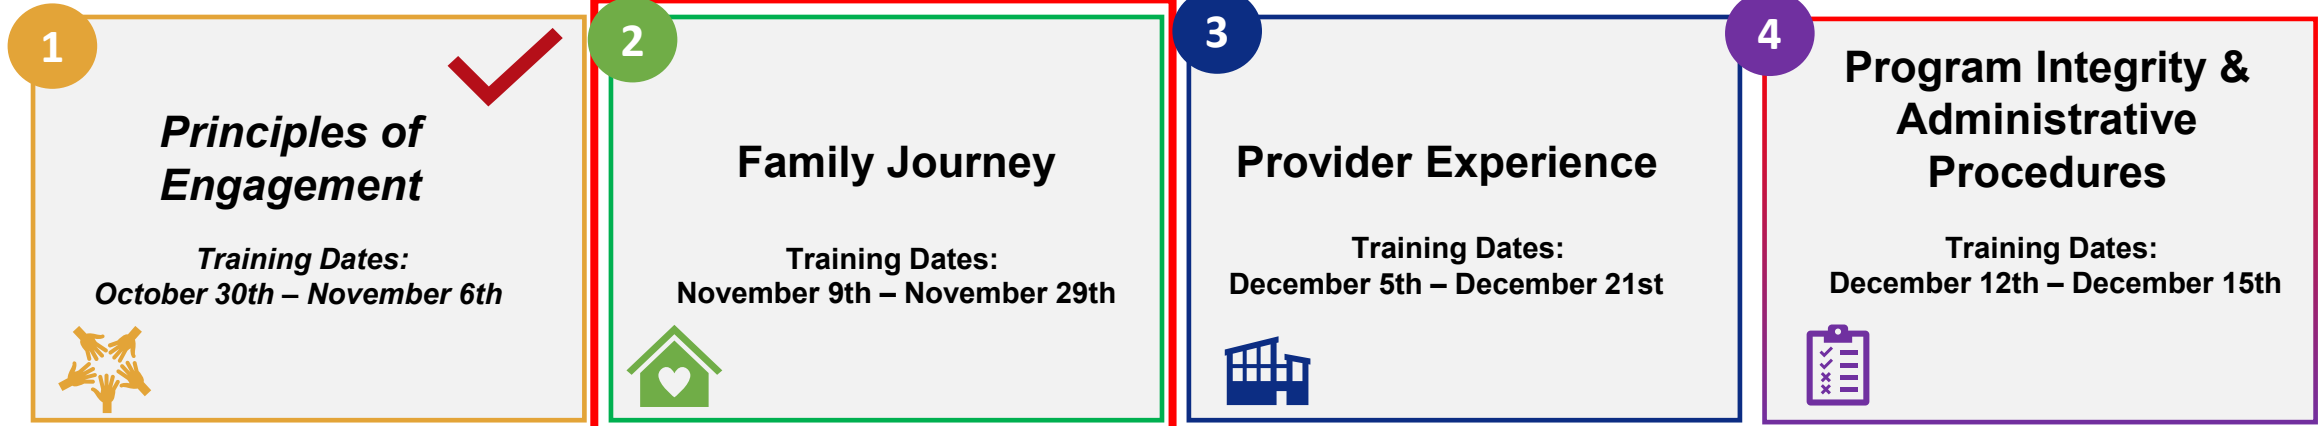 1
Principles of
Engagement
Training Dates:
October 30th – November 6th
2
Family Journey
Training Dates:
November 9th – November 29th
3
Provider Experience
Training Dates:
December 5th – December 21st
4
Program Integrity &
Administrative
Procedures
Training Dates:
December 12th – December 15th